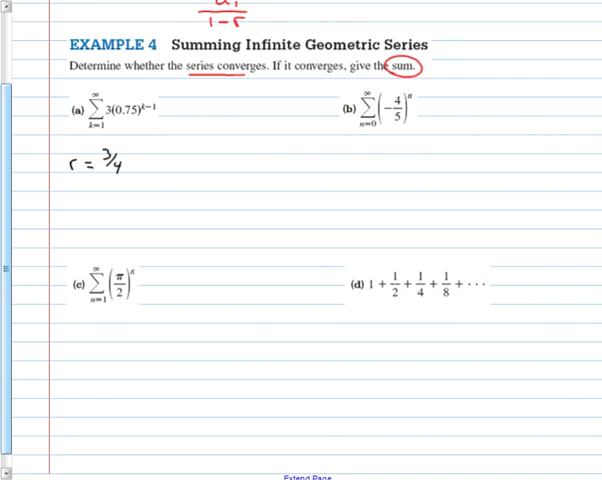 a₁
1 - r
EXAMPLE 4 Summing Infinite Geometric Series
Determine whether the series converges. If it converges, give the sum.
(a) ∑_{k=1}^{∞} 3(0.75)^{k-1}
(b) ∑_{n=0}^{∞} (-4/5)^n
r = 3/4
(c) ∑_{n=1}^{∞} (π/2)^n
(d) 1 + 1/2 + 1/4 + 1/8 + ···
Extend Page